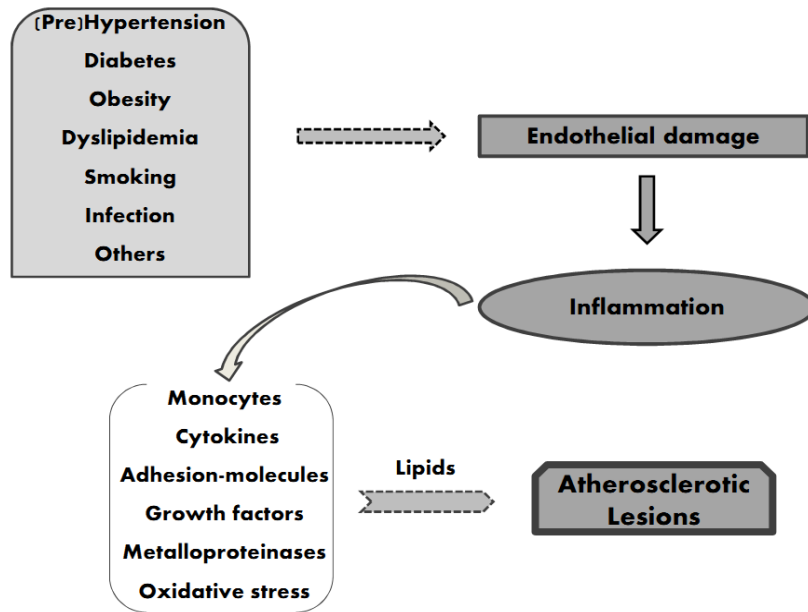 (Pre)Hypertension
Diabetes
Obesity
Dyslipidemia
Smoking
Infection
Others
Endothelial damage
Inflammation
Monocytes
Cytokines
Adhesion-molecules
Growth factors
Metalloproteinases
Oxidative stress
Lipids
Atherosclerotic
Lesions